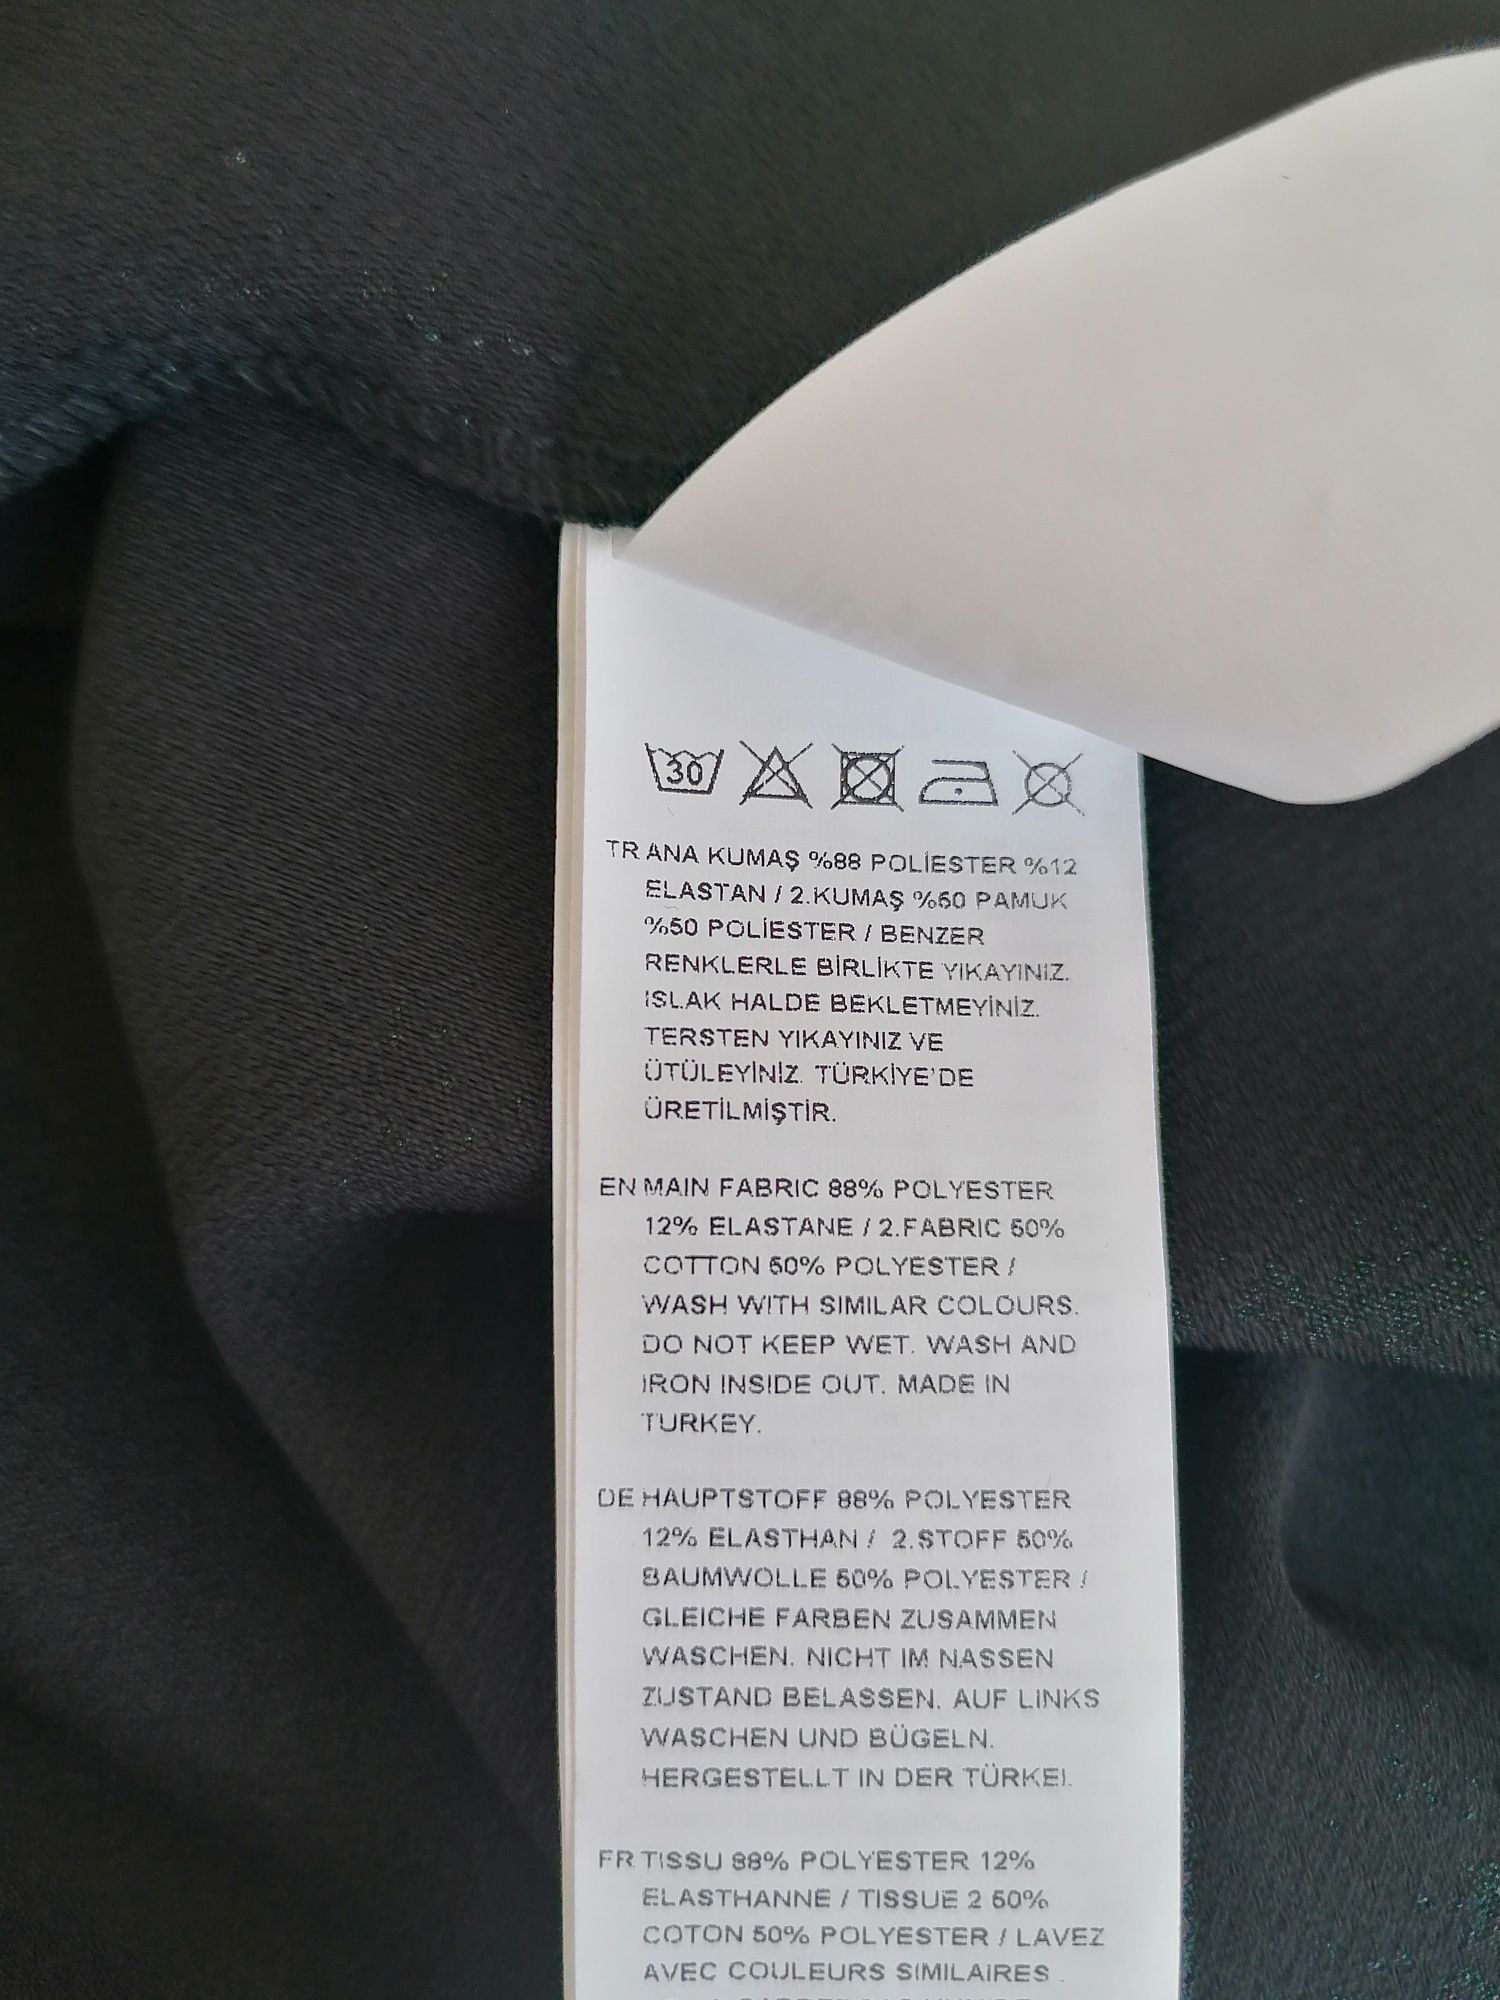 30
TR ANA KUMAŞ %88 POLİESTER %12
ELASTAN / 2.KUMAŞ %50 PAMUK
%50 POLİESTER / BENZER
RENKLERLE BİRLİKTE YIKAYINIZ.
ISLAK HALDE BEKLETMEYİNİZ.
TERSTEN YIKAYINIZ VE
ÜTÜLEYİNİZ. TÜRKİYE'DE
ÜRETİLMİŞTİR.
EN MAIN FABRIC 88% POLYESTER
12% ELASTANE / 2.FABRIC 50%
COTTON 50% POLYESTER /
WASH WITH SIMILAR COLOURS.
DO NOT KEEP WET. WASH AND
IRON INSIDE OUT. MADE IN
TURKEY.
DE HAUPTSTOFF 88% POLYESTER
12% ELASTHAN / 2.STOFF 50%
BAUMWOLLE 50% POLYESTER /
GLEICHE FARBEN ZUSAMMEN
WASCHEN. NICHT IM NASSEN
ZUSTAND BELASSEN. AUF LINKS
WASCHEN UND BÜGELN.
HERGESTELLT IN DER TÜRKEI.
FR TISSU 88% POLYESTER 12%
ELASTHANNE / TISSUE 2 50%
COTON 50% POLYESTER / LAVEZ
AVEC COULEURS SIMILAIRES .